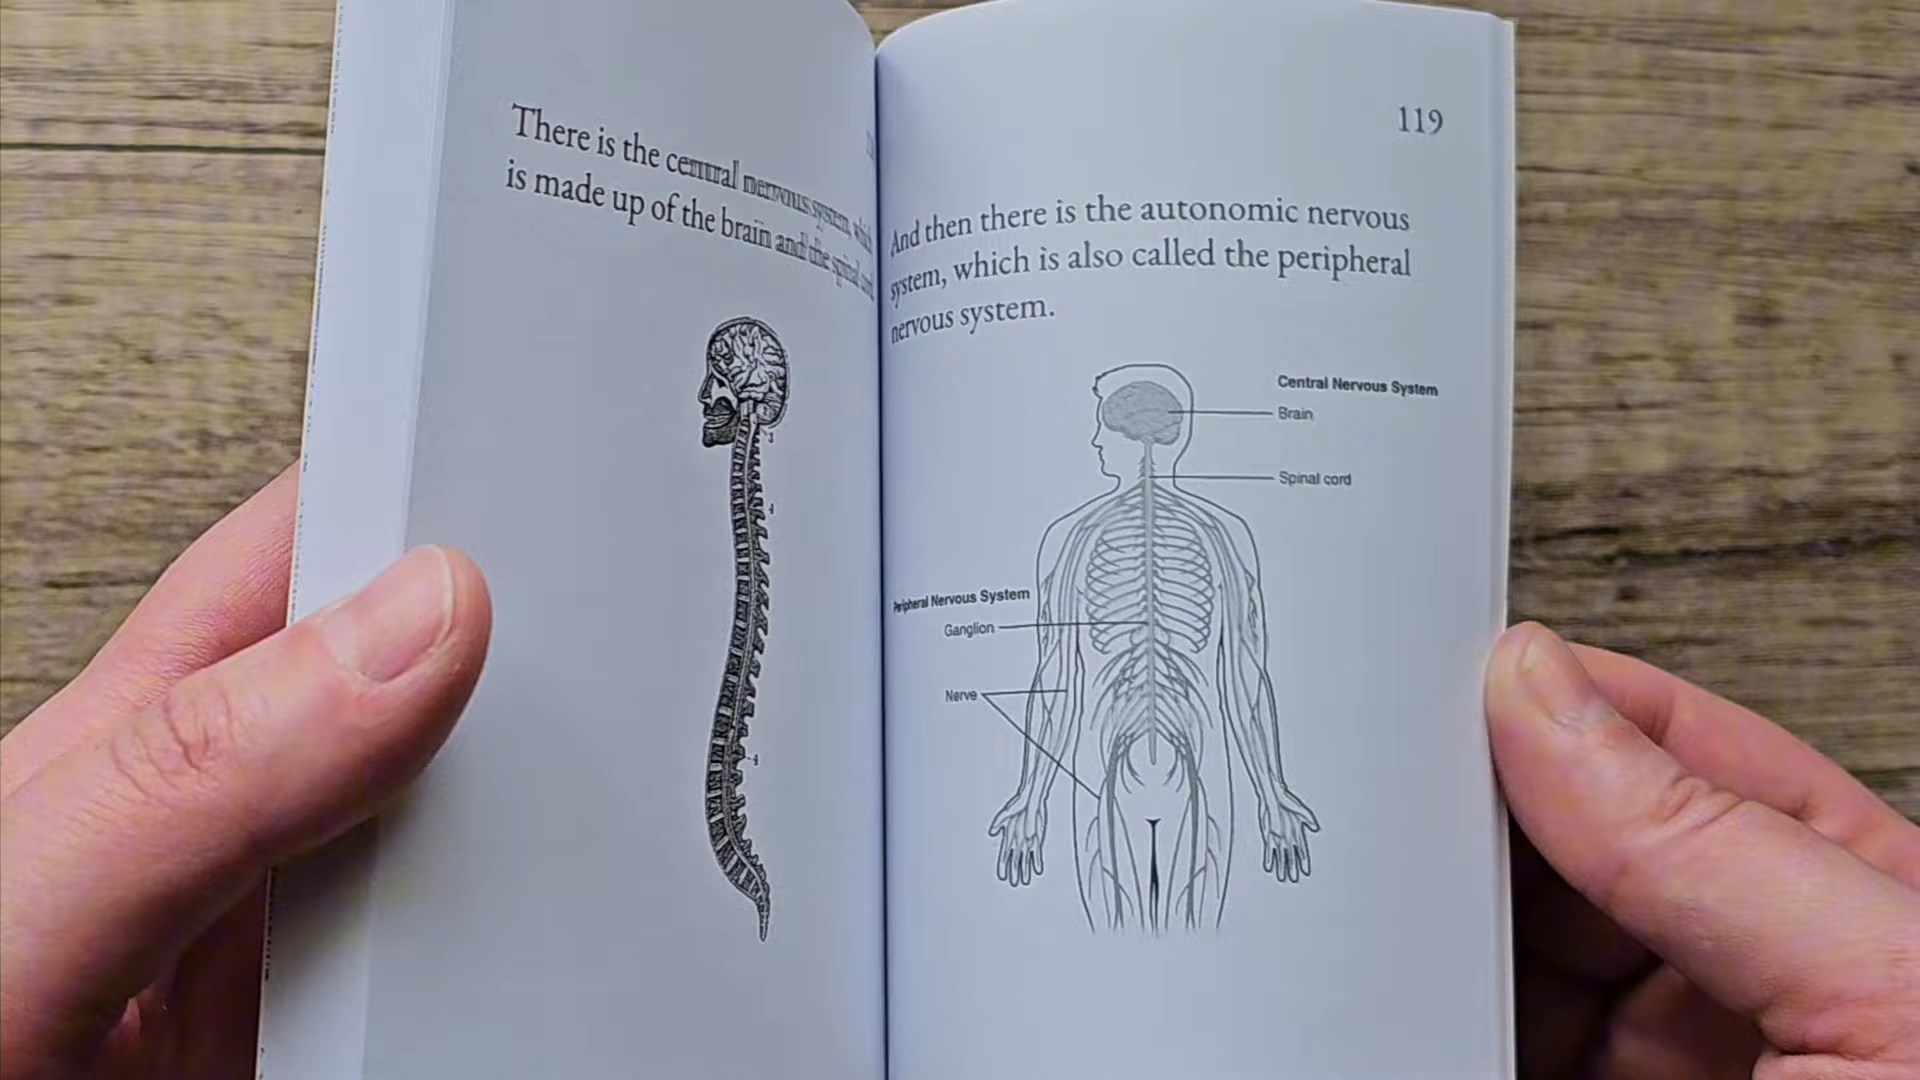 There is the central nervous system, which
is made up of the brain and the spinal cord
119
And then there is the autonomic nervous
system, which is also called the peripheral
nervous system.
Central Nervous System
Brain
Spinal cord
Peripheral Nervous System
Ganglion
Nerve